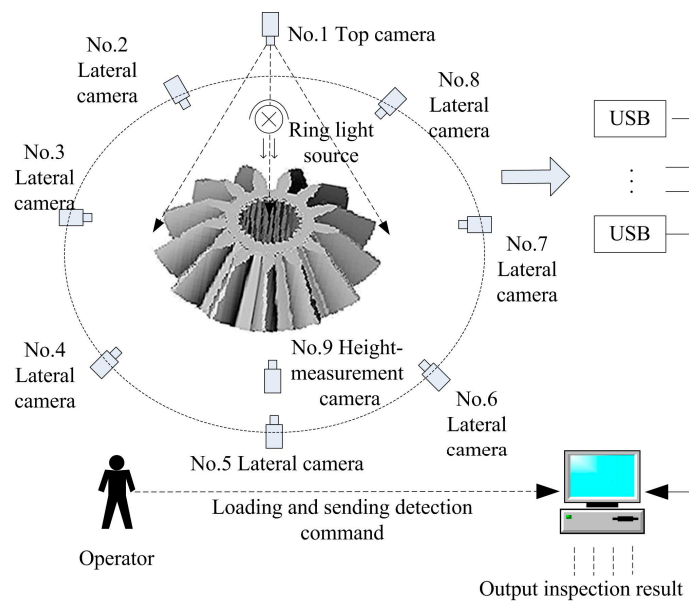 No.1 Top camera
No.2
Lateral
camera
No.8
Lateral
camera
Ring light
source
USB
No.3
Lateral
camera
USB
No.7
Lateral
camera
No.4
Lateral
camera
No.9 Height-
measurement
camera
No.6
Lateral
camera
No.5 Lateral camera
Loading and sending detection
command
Operator
Output inspection result